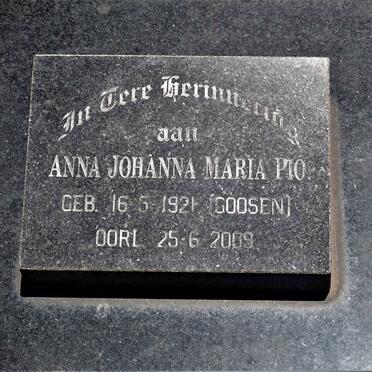 In Tere Herinnering
aan
ANNA JOHANNA MARIA PIO
GEB. 16-5-1921 [GOOSEN]
OORL. 25-6-2009